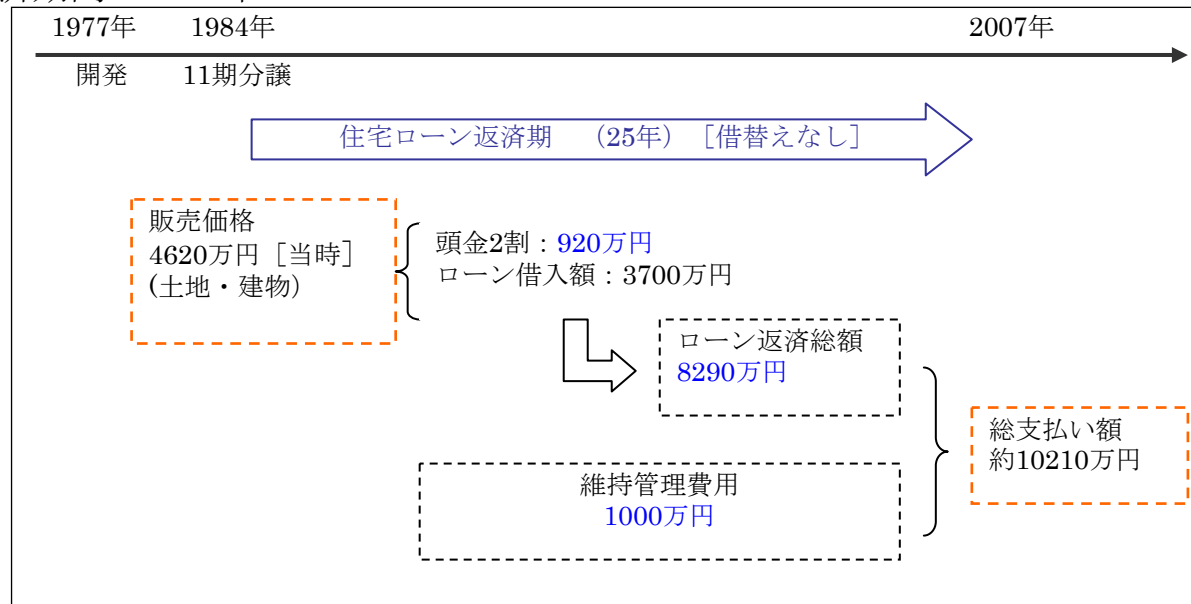 1977年 1984年 2007年
開発 11期分譲
住宅ローン返済期 （25年）［借替えなし］
販売価格
4620万円［当時］
(土地・建物）
頭金2割：920万円
ローン借入額：3700万円
ローン返済総額
8290万円
総支払い額
約10210万円
維持管理費用
1000万円